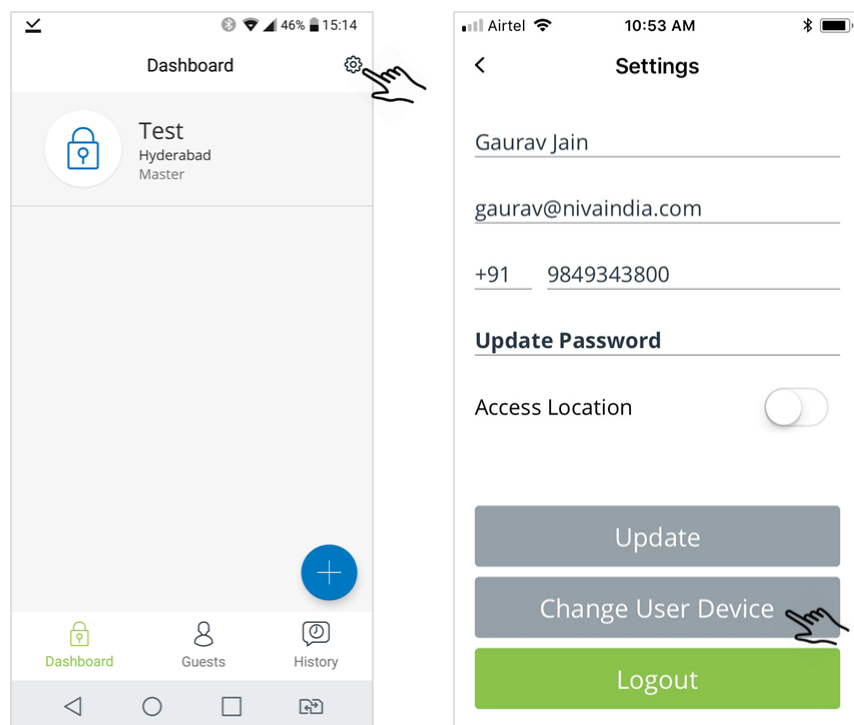 46% 15:14
Dashboard
Test
Hyderabad
Master
Dashboard Guests History
Airtel 10:53 AM
Settings
Gaurav Jain
gaurav@nivaindia.com
+91 9849343800
Update Password
Access Location
Update
Change User Device
Logout